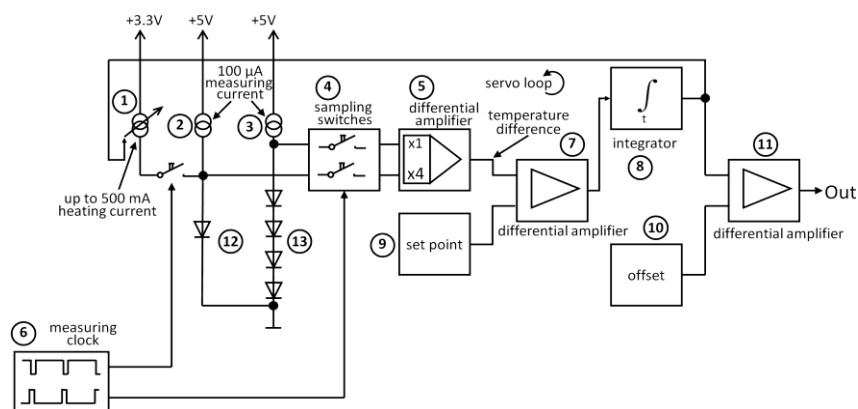 +3.3V
+5V
+5V
100 µA
measuring
current
1
2
3
4
sampling
switches
5
differential
amplifier
servo loop
temperature
difference
∫
t
integrator
8
7
11
up to 500 mA
heating current
x1
x4
Out
12
13
9
set point
differential amplifier
10
offset
differential amplifier
6
measuring
clock